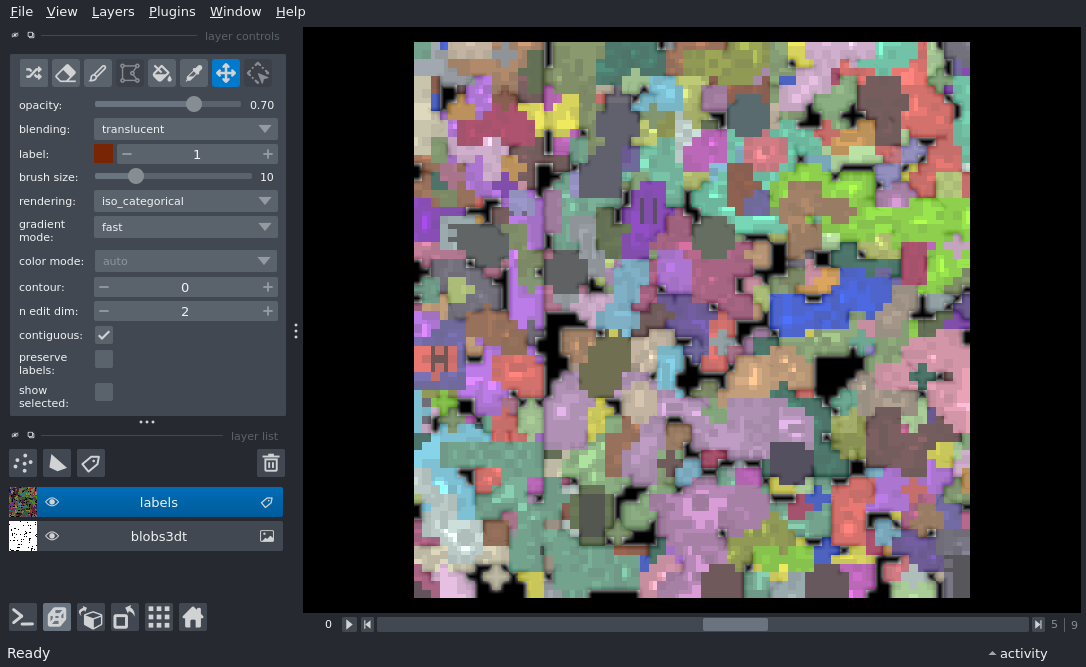 File View Layers Plugins Window Help
layer controls
opacity: 0.70
blending: translucent
label: 1
brush size: 10
rendering: iso_categorical
gradient
mode: fast
color mode: auto
contour: 0
n edit dim: 2
contiguous:
preserve
labels:
show
selected:
layer list
labels
blobs3dt
0 5 | 9
Ready activity